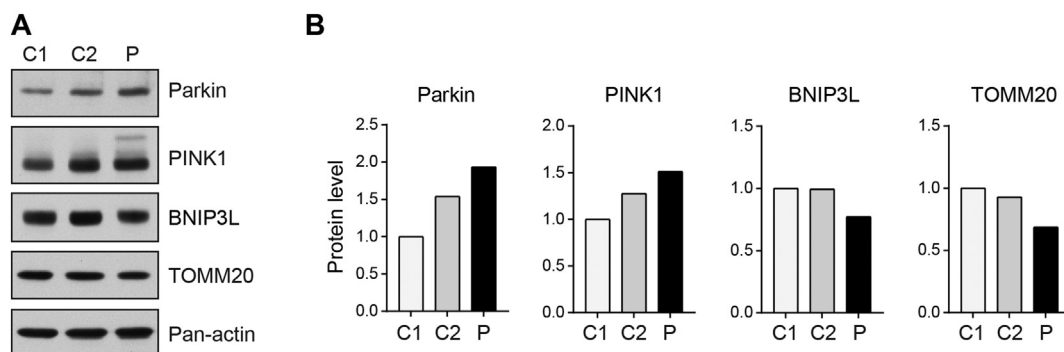 A
C1 C2 P
Parkin
PINK1
BNIP3L
TOMM20
Pan-actin
B
Protein level
Parkin
2.5
2.0
1.5
1.0
0.5
0.0
C1 C2 P
PINK1
2.0
1.5
1.0
0.5
0.0
C1 C2 P
BNIP3L
1.5
1.0
0.5
0.0
C1 C2 P
TOMM20
1.5
1.0
0.5
0.0
C1 C2 P